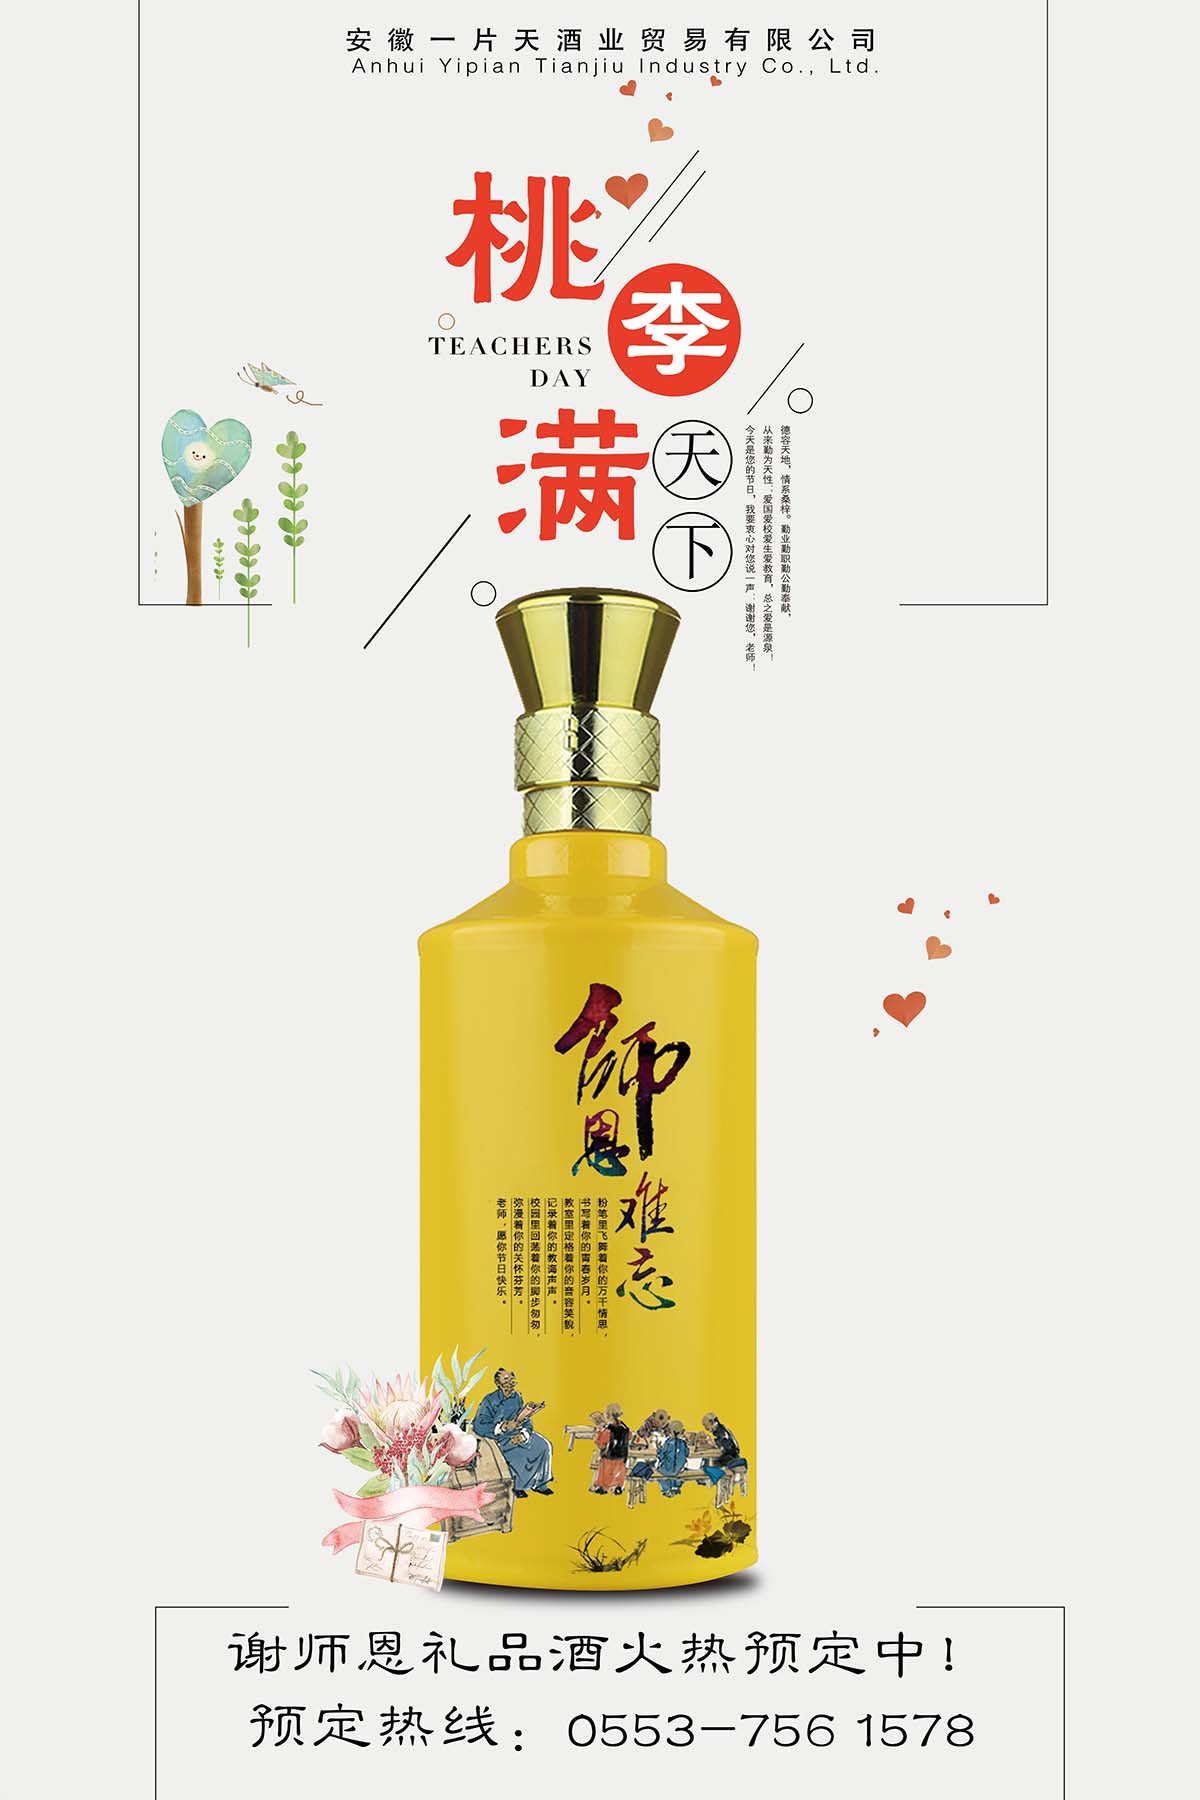 安徽一片天酒业贸易有限公司
Anhui Yipian Tianjiu Industry Co., Ltd.
桃李满天下
TEACHERS
DAY
德容天地，情系桑梓。勤业勤职勤公勤奉献，
从来勤为天性；爱国爱校爱生爱教育，总之爱是源泉！
今天是您的节日，我要衷心对您说一声：谢谢您，老师！
师恩难忘
粉笔里飞舞着你的万千情思，
书写着你的青春岁月。
教室里定格着你的音容笑貌，
记录着你的教诲声声。
校园里回荡着你的脚步匆匆，
弥漫着你的关怀芬芳。
老师，愿你节日快乐。
谢师恩礼品酒火热预定中！
预定热线：0553-756 1578